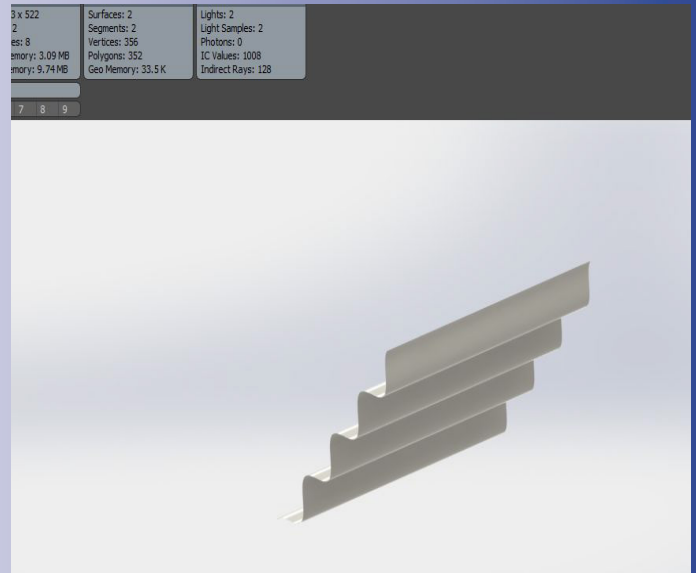 3 x 522
2
es: 8
emory: 3.09 MB
emory: 9.74 MB
7 8 9
Surfaces: 2
Segments: 2
Vertices: 356
Polygons: 352
Geo Memory: 33.5 K
Lights: 2
Light Samples: 2
Photons: 0
IC Values: 1008
Indirect Rays: 128